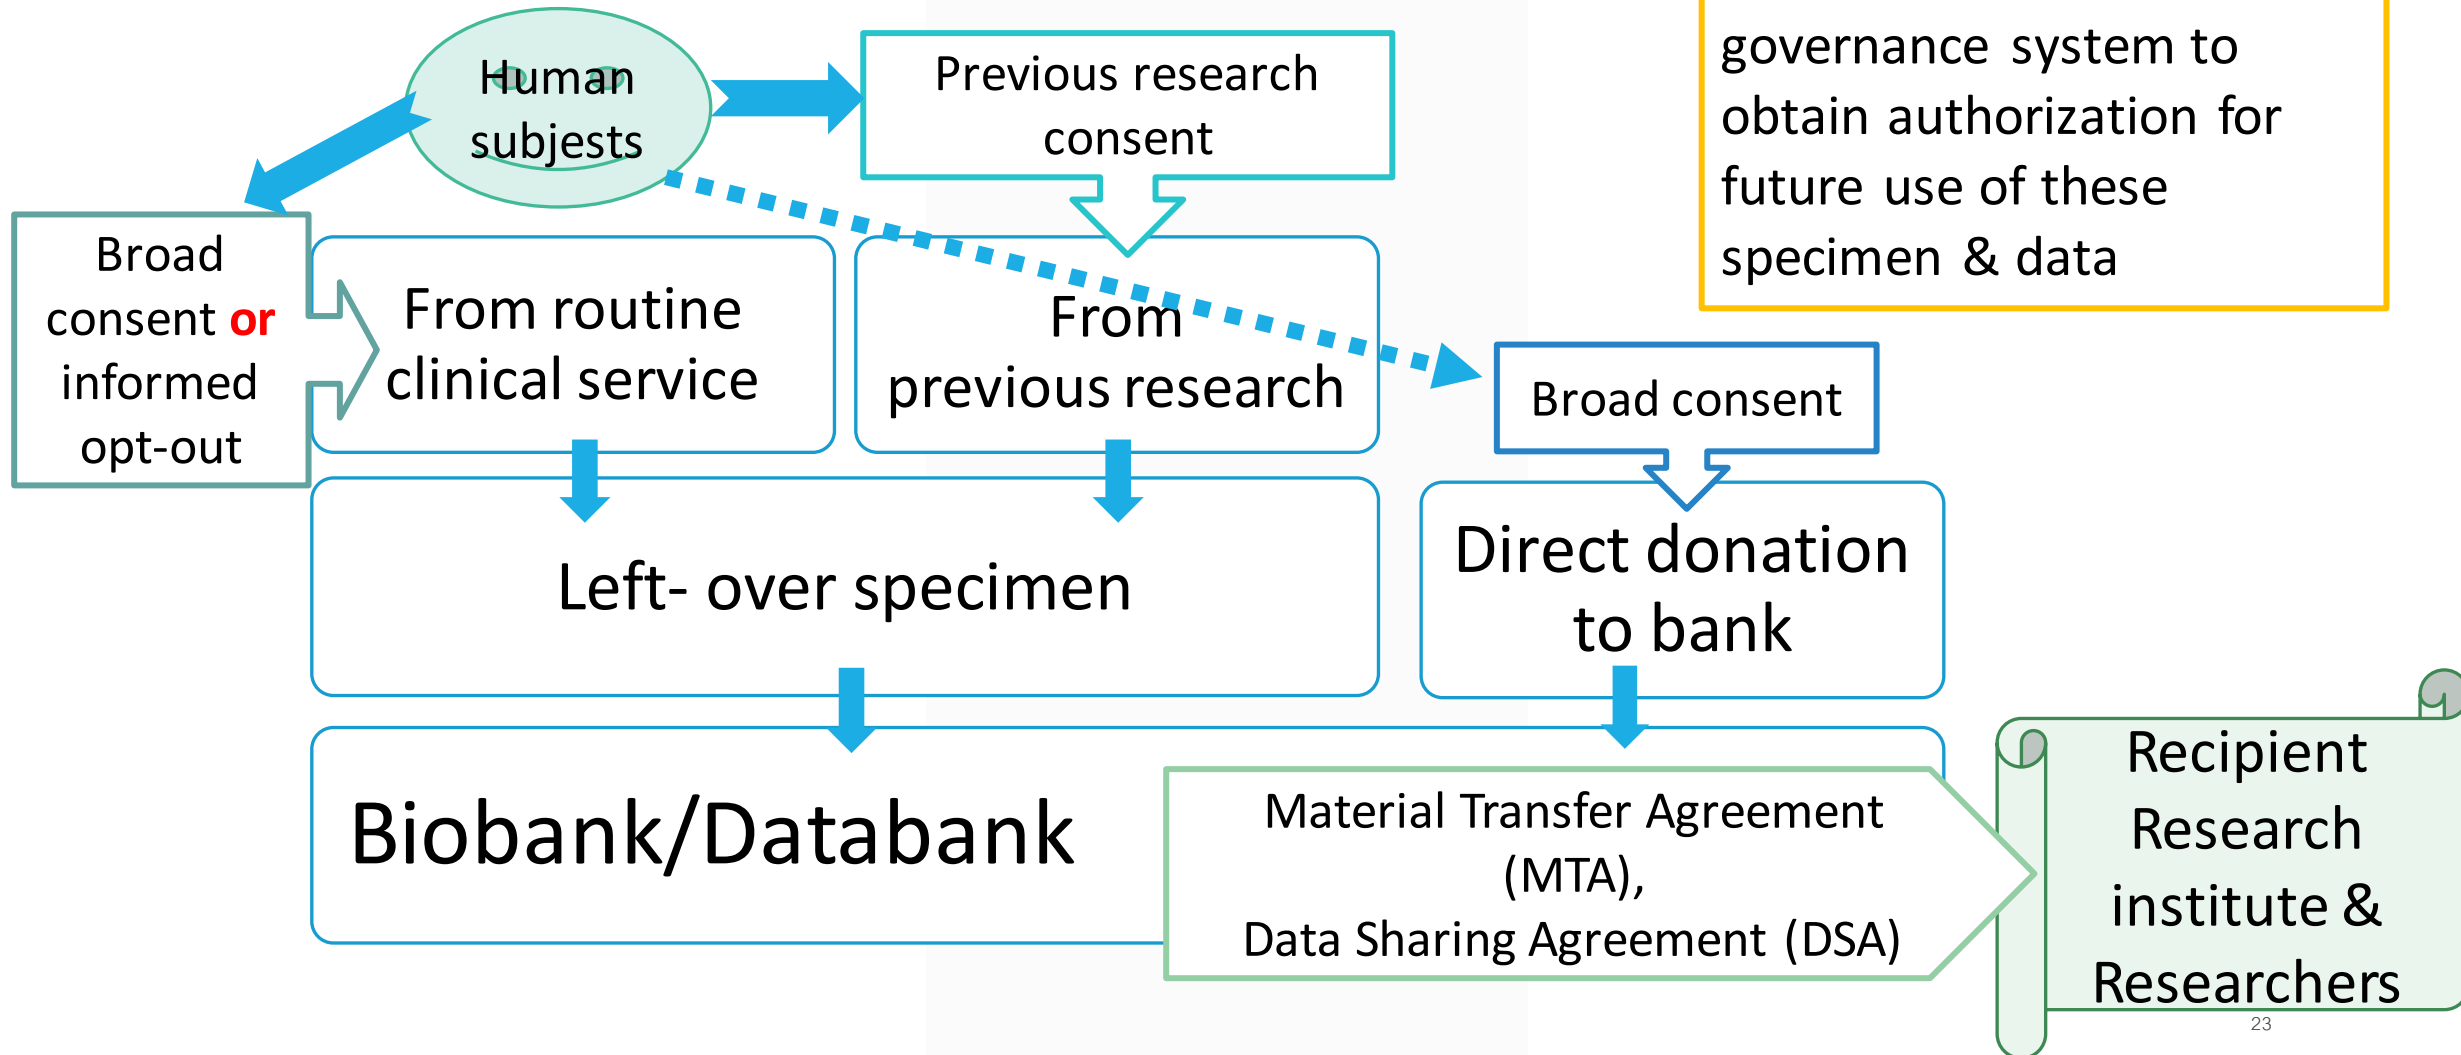 Human
subjests
Previous research
consent
governance system to
obtain authorization for
future use of these
specimen & data
Broad
consent or
informed
opt-out
From routine
clinical service
From
previous research
Broad consent
Left- over specimen
Direct donation
to bank
Biobank/Databank
Material Transfer Agreement
(MTA),
Data Sharing Agreement (DSA)
Recipient
Research
institute &
Researchers
23